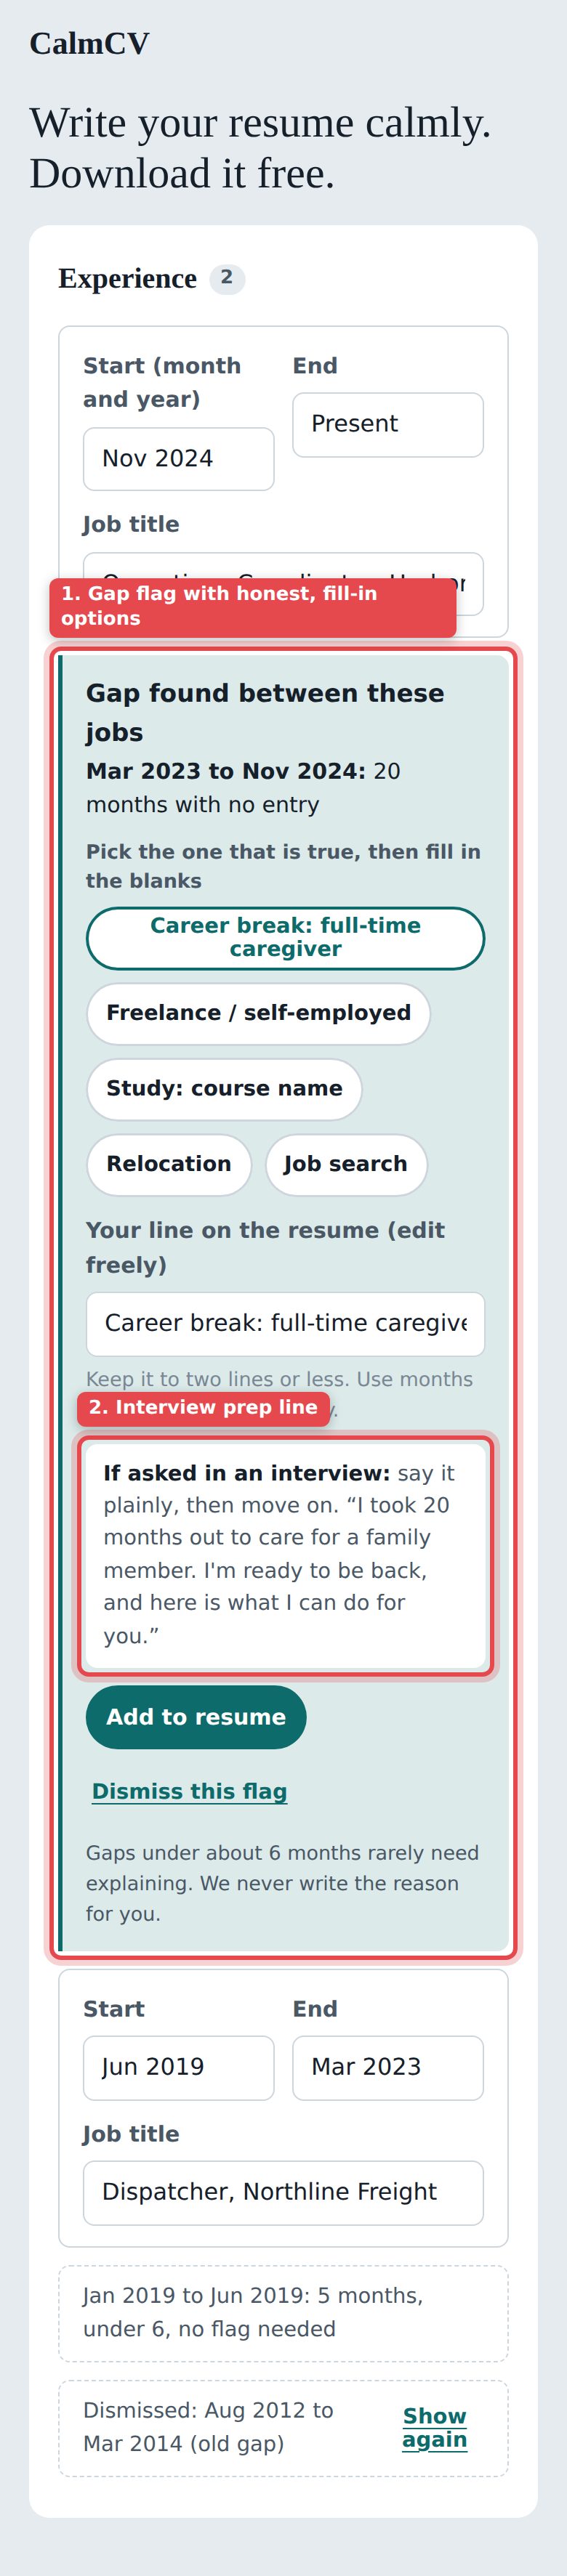 CalmCV
Write your resume calmly.
Download it free.
Experience 2
Start (month
and year)
End
Nov 2024
Present
Job title
1. Gap flag with honest, fill-in
options
Gap found between these
jobs
Mar 2023 to Nov 2024: 20
months with no entry
Pick the one that is true, then fill in
the blanks
Career break: full-time
caregiver
Freelance / self-employed
Study: course name
Relocation
Job search
Your line on the resume (edit
freely)
Career break: full-time caregive
Keep it to two lines or less. Use months
2. Interview prep line
If asked in an interview: say it
plainly, then move on. “I took 20
months out to care for a family
member. I'm ready to be back,
and here is what I can do for
you.”
Add to resume
Dismiss this flag
Gaps under about 6 months rarely need
explaining. We never write the reason
for you.
Start
End
Jun 2019
Mar 2023
Job title
Dispatcher, Northline Freight
Jan 2019 to Jun 2019: 5 months,
under 6, no flag needed
Dismissed: Aug 2012 to
Mar 2014 (old gap)
Show
again